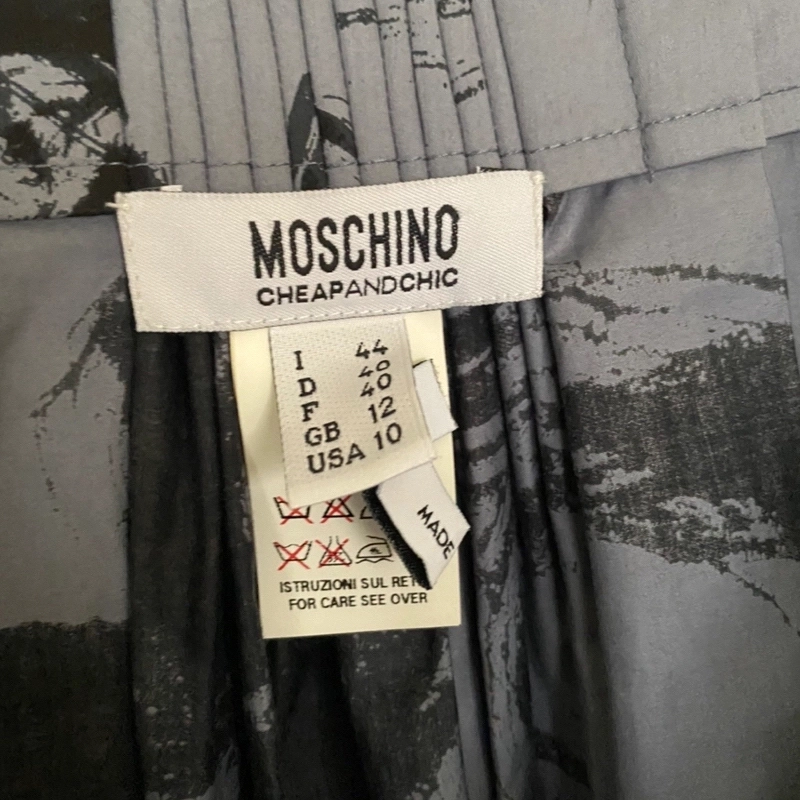 MOSCHINO
CHEAPANDCHIC
I 44
D 40
F 40
GB 12
USA 10
MADE
ISTRUZIONI SUL RET
FOR CARE SEE OVER